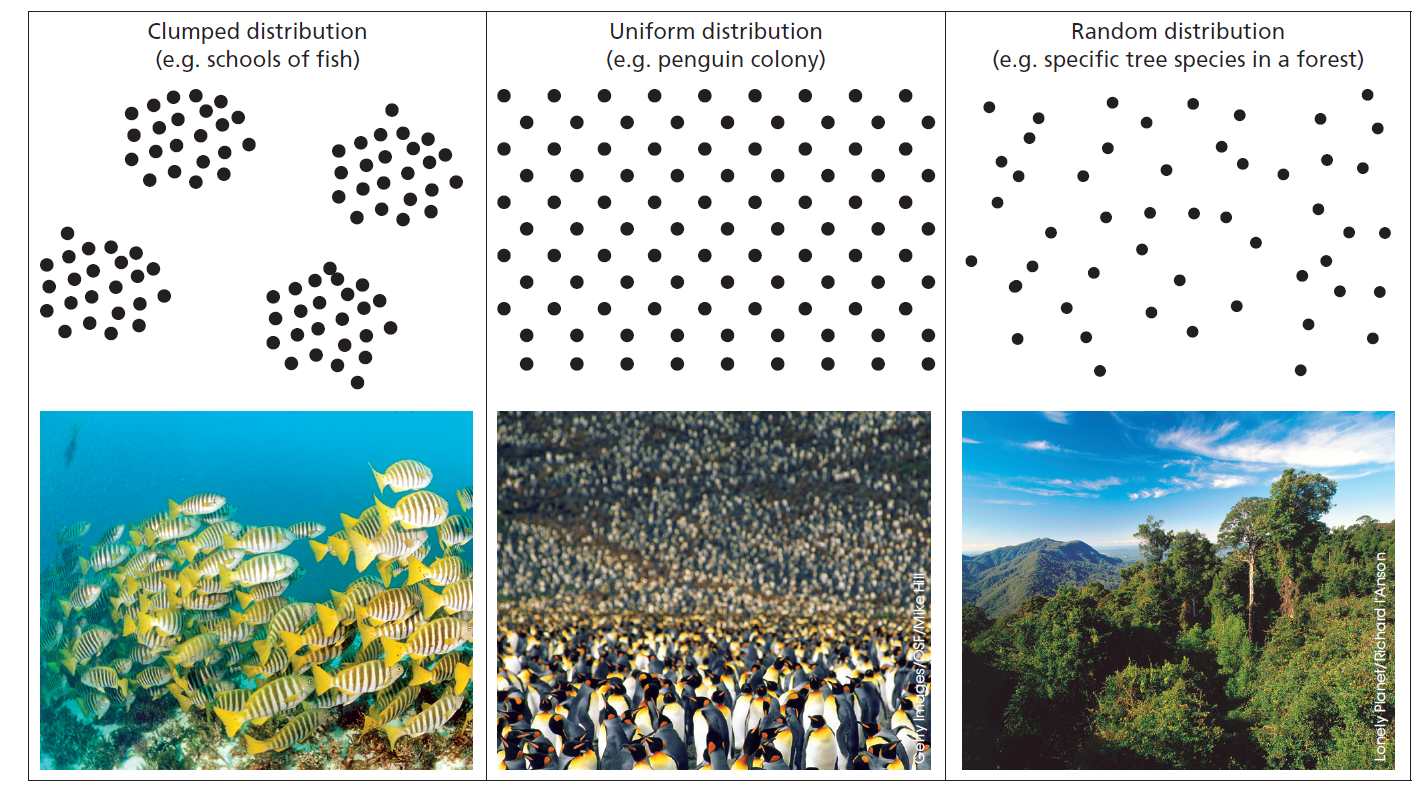 Clumped distribution
(e.g. schools of fish)
Uniform distribution
(e.g. penguin colony)
Random distribution
(e.g. specific tree species in a forest)
Getty Images/OSF/Mike Hill
Lonely Planet/Richard I'Anson